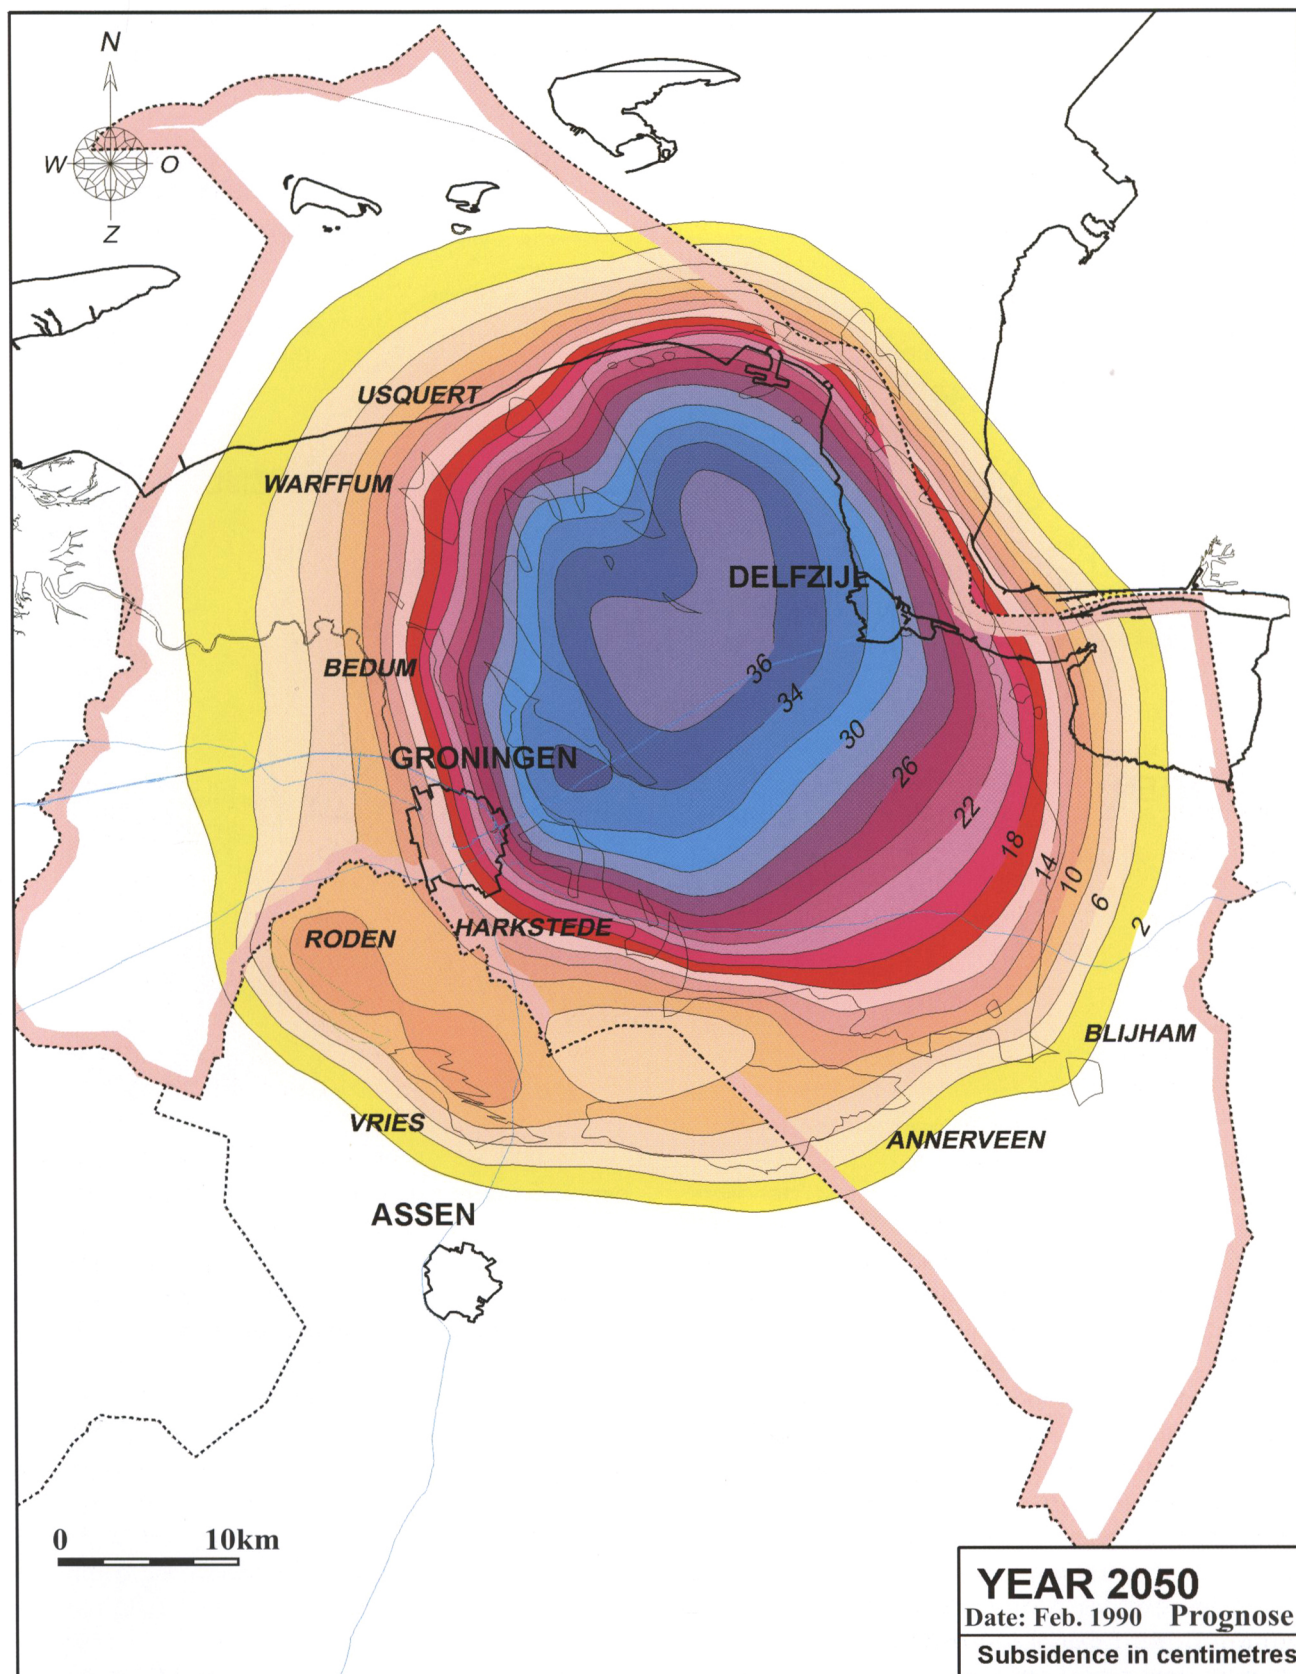 N
W O
Z
USQUERT
WARFFUM
DELFZIJL
BEDUM
36
34
GRONINGEN
30
26
22
18
14
10
6
2
RODEN
HARKSTEDE
BLIJHAM
VRIES
ANNERVEEN
ASSEN
0 10km
YEAR 2050
Date: Feb. 1990 Prognose
Subsidence in centimetres